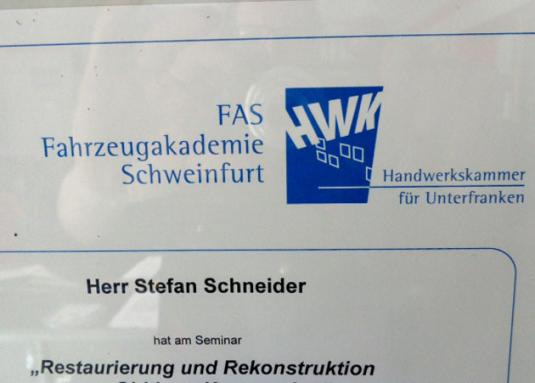 FAS
Fahrzeugakademie
Schweinfurt
HWK
Handwerkskammer
für Unterfranken
Herr Stefan Schneider
hat am Seminar
„Restaurierung und Rekonstruktion